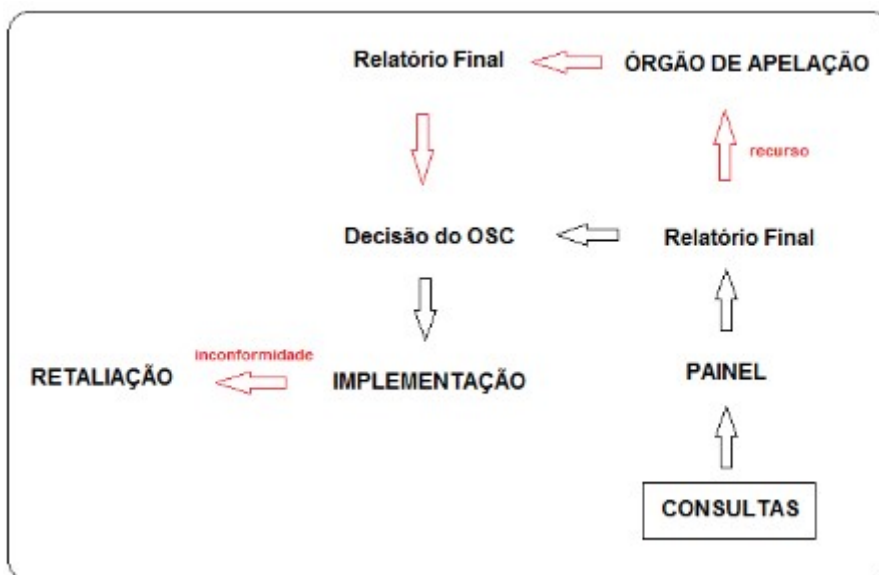 Relatório Final
ÓRGÃO DE APELAÇÃO
recurso
Decisão do OSC
Relatório Final
inconformidade
RETALIAÇÃO
IMPLEMENTAÇÃO
PAINEL
CONSULTAS